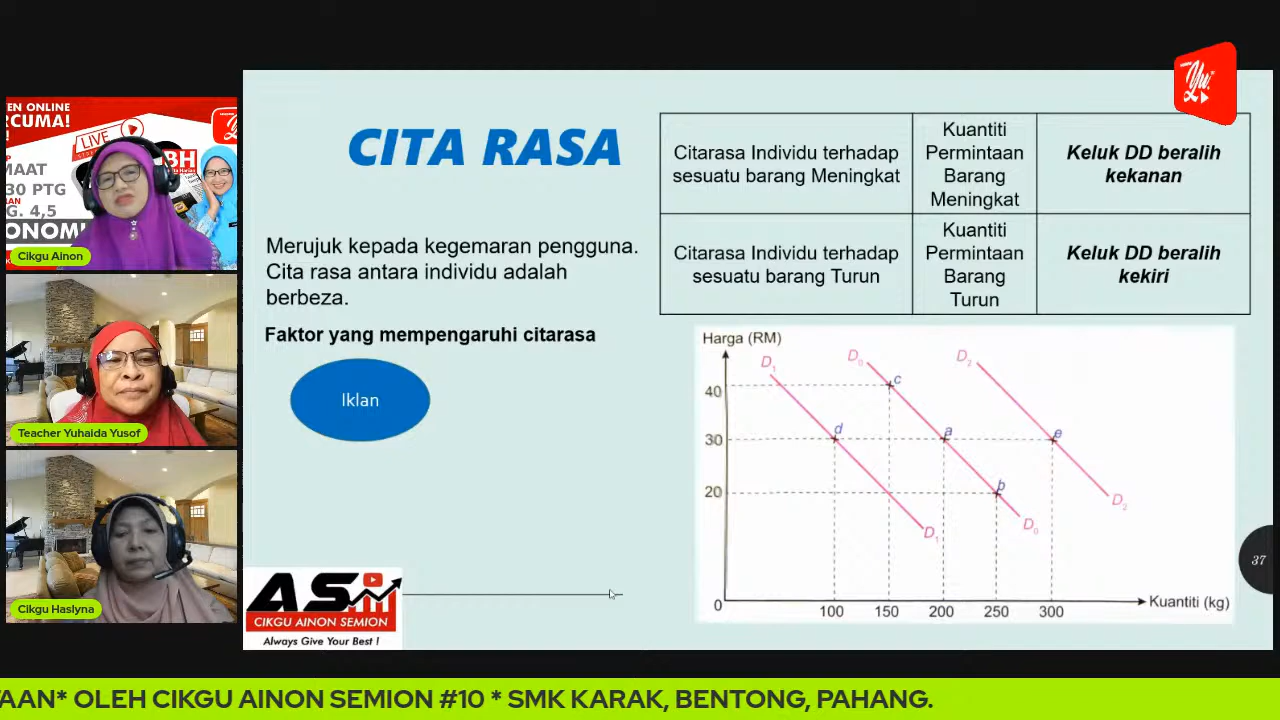 EN ONLINE
CUMA!
LIVE
BH
MAAT
30 PTG
G. 4,5
ONOMI
Cikgu Ainon
Teacher Yuhaida Yusof
Cikgu Haslyna
CITA RASA
Merujuk kepada kegemaran pengguna.
Cita rasa antara individu adalah
berbeza.
Faktor yang mempengaruhi citarasa
Iklan
Citarasa Individu terhadap
sesuatu barang Meningkat
Kuantiti
Permintaan
Barang
Meningkat
Keluk DD beralih
kekanan
Citarasa Individu terhadap
sesuatu barang Turun
Kuantiti
Permintaan
Barang
Turun
Keluk DD beralih
kekiri
Harga (RM)
D₁
D₀
D₂
40
c
30
d
a
e
20
b
D₂
D₁
D₀
0
100
150
200
250
300
Kuantiti (kg)
37
AS
CIKGU AINON SEMION
Always Give Your Best !
TAAN* OLEH CIKGU AINON SEMION #10 * SMK KARAK, BENTONG, PAHANG.